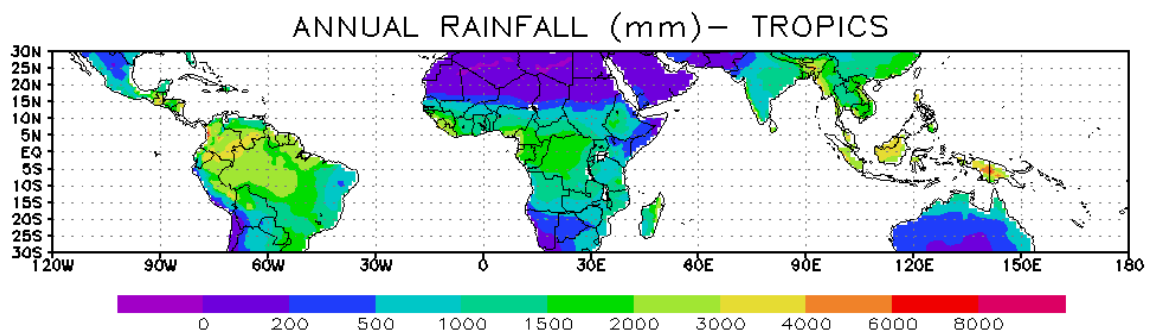 ANNUAL RAINFALL (mm)– TROPICS
30N
25N
20N
15N
10N
5N
EQ
5S
10S
15S
20S
25S
30S
120W 90W 60W 30W 0 30E 60E 90E 120E 150E 180
0 200 500 1000 1500 2000 3000 4000 6000 8000